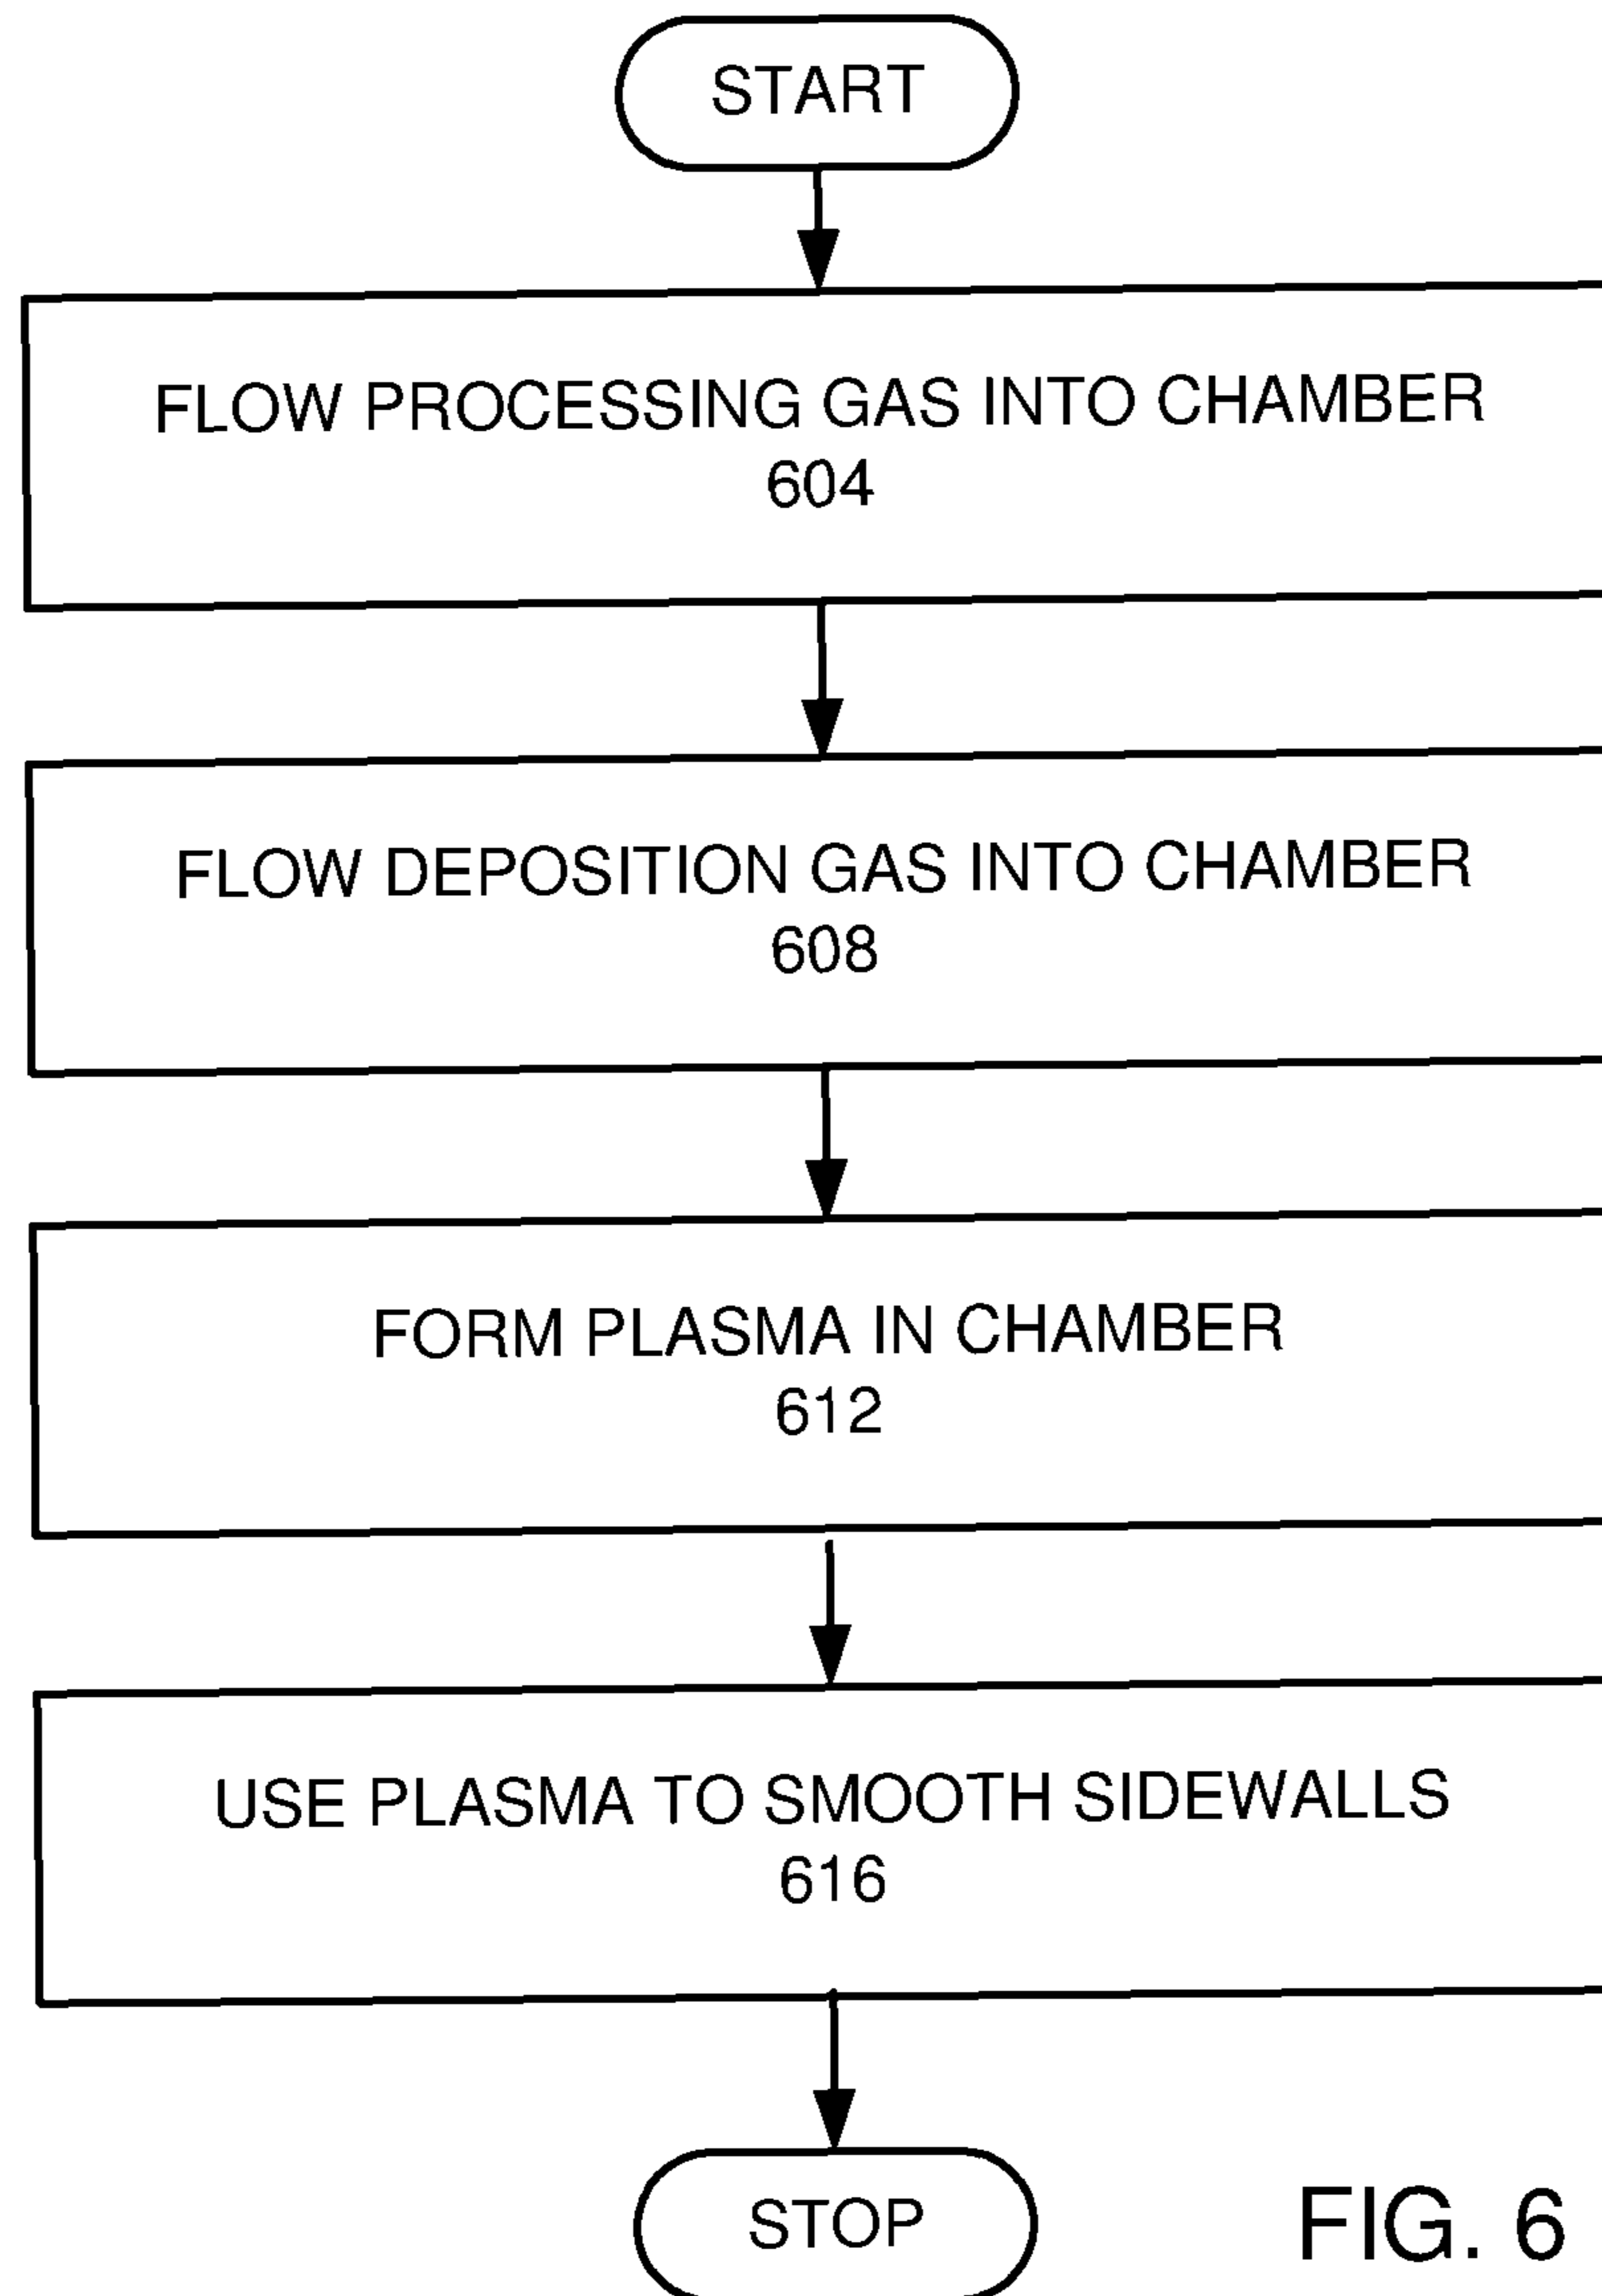 START
FLOW PROCESSING GAS INTO CHAMBER
604
FLOW DEPOSITION GAS INTO CHAMBER
608
FORM PLASMA IN CHAMBER
612
USE PLASMA TO SMOOTH SIDEWALLS
616
STOP
FIG. 6